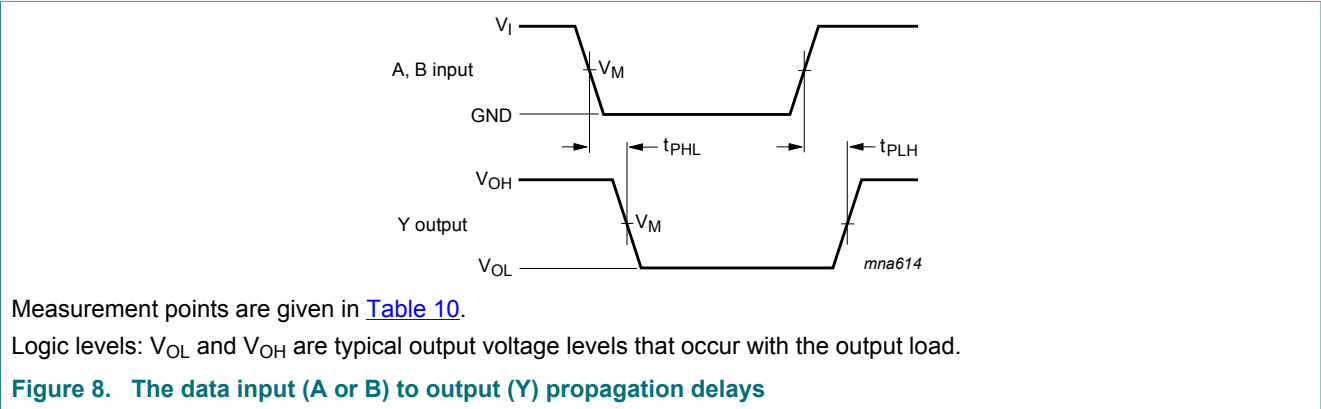 V_I
A, B input
V_M
GND
t_PHL
t_PLH
V_OH
Y output
V_M
V_OL
mna614
Measurement points are given in Table 10.
Logic levels: V_OL and V_OH are typical output voltage levels that occur with the output load.
Figure 8. The data input (A or B) to output (Y) propagation delays